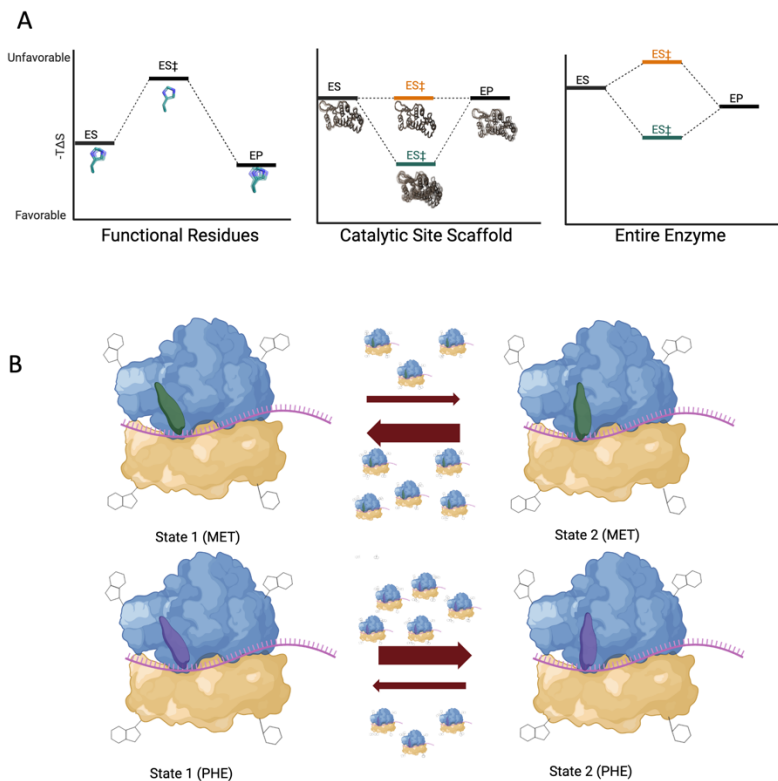 A
Unfavorable
-TΔS
Favorable
ES
ES‡
EP
Functional Residues
ES
ES‡
EP
ES‡
Catalytic Site Scaffold
ES
ES‡
EP
ES‡
Entire Enzyme
B
State 1 (MET)
State 2 (MET)
State 1 (PHE)
State 2 (PHE)